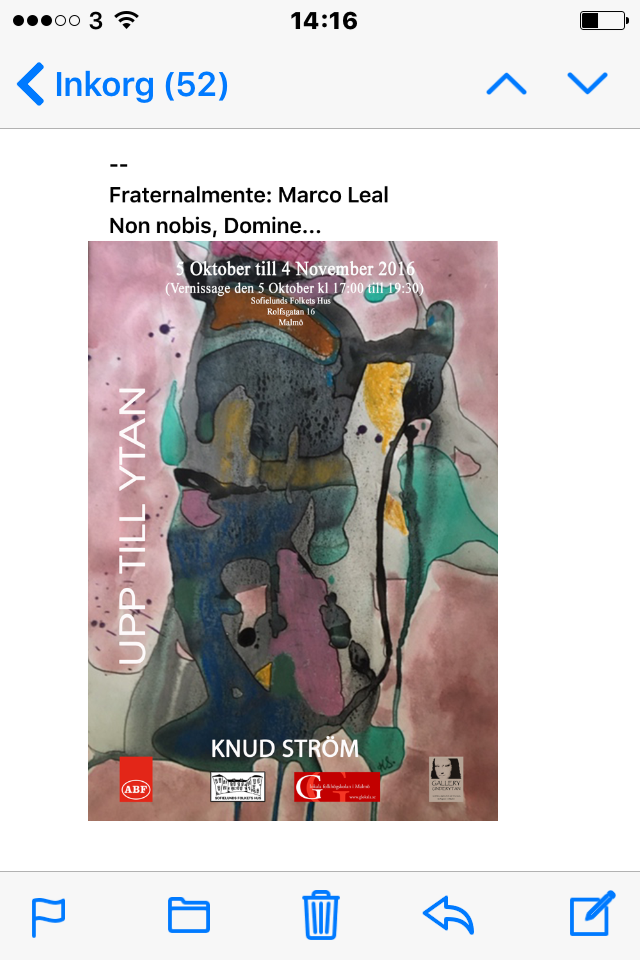 3 14:16
Inkorg (52)
--
Fraternalmente: Marco Leal
Non nobis, Domine...
5 Oktober till 4 November 2016
(Vernissage den 5 Oktober kl 17:00 till 19:30)
Sofielunds Folkets Hus
Rolfsgatan 16
Malmö
UPP TILL YTAN
KNUD STRÖM
ABF
SOFIELUNDS FOLKETS HUS
G
folkhögskolan i Malmö
GALLERY
UNDERYTAN